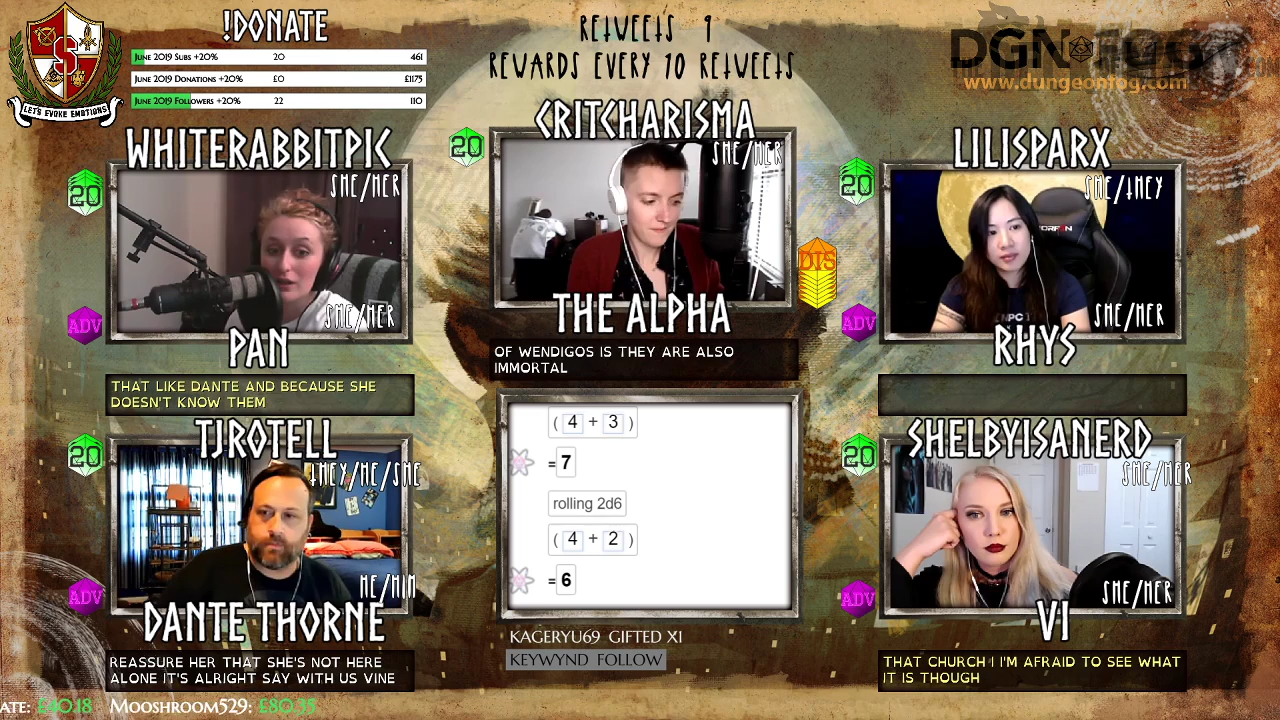 !DONATE
JUNE 2019 SUBS +20% 20 461
JUNE 2019 DONATIONS +20% £0 £1175
JUNE 2019 FOLLOWERS +20% 22 110
LET'S EVOKE EMOTIONS
RETWEETS 9
REWARDS EVERY 10 RETWEETS
DGN FOG
www.dungeonfog.com
WHITERABBITPIC
SHE/HER
20
SHE/HER
ADV
PAN
THAT LIKE DANTE AND BECAUSE SHE
DOESN'T KNOW THEM
CRITCHARISMA
SHE/HER
20
DTS
THE ALPHA
OF WENDIGOS IS THEY ARE ALSO
IMMORTAL
LILISPARX
SHE/THEY
20
SHE/HER
ADV
RHYS
TJROTELL
THEY/HE/SHE
20
HE/HIM
ADV
DANTE THORNE
REASSURE HER THAT SHE'S NOT HERE
ALONE IT'S ALRIGHT SAY WITH US VINE
( 4 + 3 )
= 7
rolling 2d6
( 4 + 2 )
= 6
KAGERYU69 GIFTED X1
KEYWYND FOLLOW
SHELBYISANERD
SHE/HER
20
SHE/HER
ADV
VI
THAT CHURCH I I'M AFRAID TO SEE WHAT
IT IS THOUGH
ATE: £40.18 MOOSHROOM529: £80.35